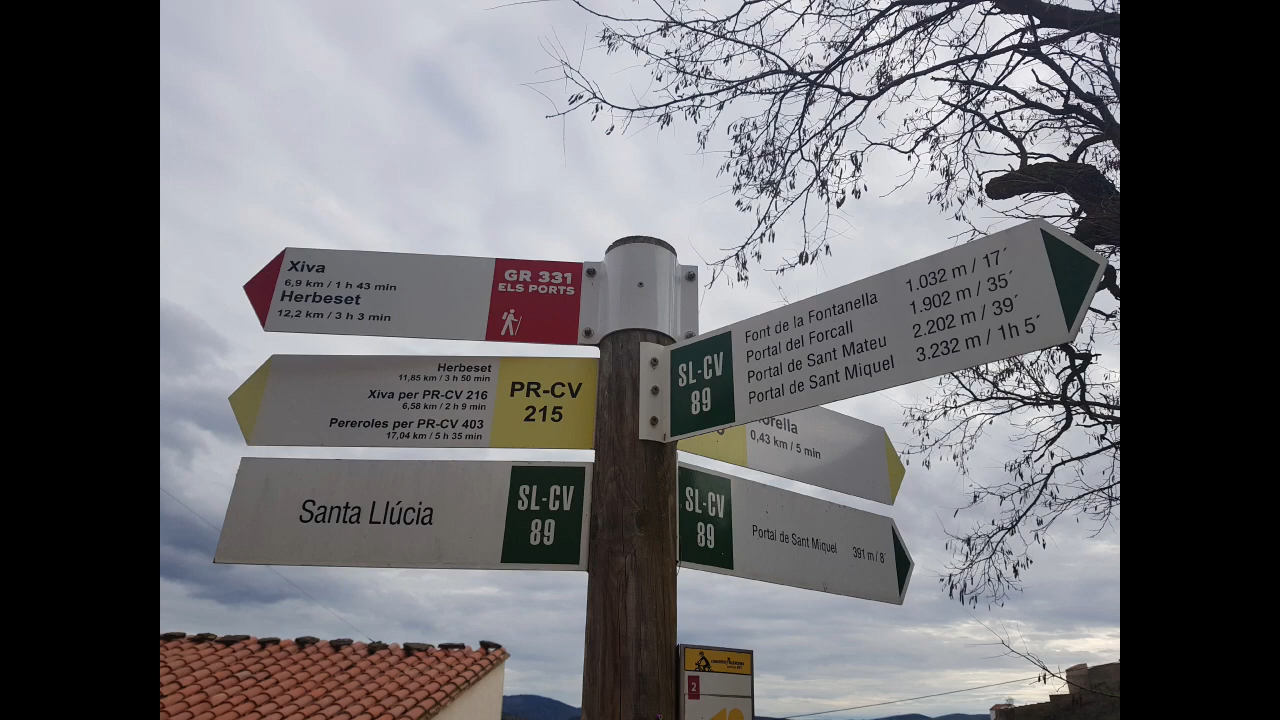 Xiva
6,9 km / 1 h 43 min
Herbeset
12,2 km / 3 h 3 min
GR 331
ELS PORTS
Herbeset
11,85 km / 3 h 50 min
Xiva per PR-CV 216
6,58 km / 2 h 9 min
Pereroles per PR-CV 403
17,04 km / 5 h 35 min
PR-CV
215
Santa Llúcia
SL-CV
89
SL-CV
89
Font de la Fontanella 1.032 m / 17´
Portal del Forcall 1.902 m / 35´
Portal de Sant Mateu 2.202 m / 39´
Portal de Sant Miquel 3.232 m / 1h 5´
0,43 km / 5 min
SL-CV
89
Portal de Sant Miquel 391 m / 8´
2